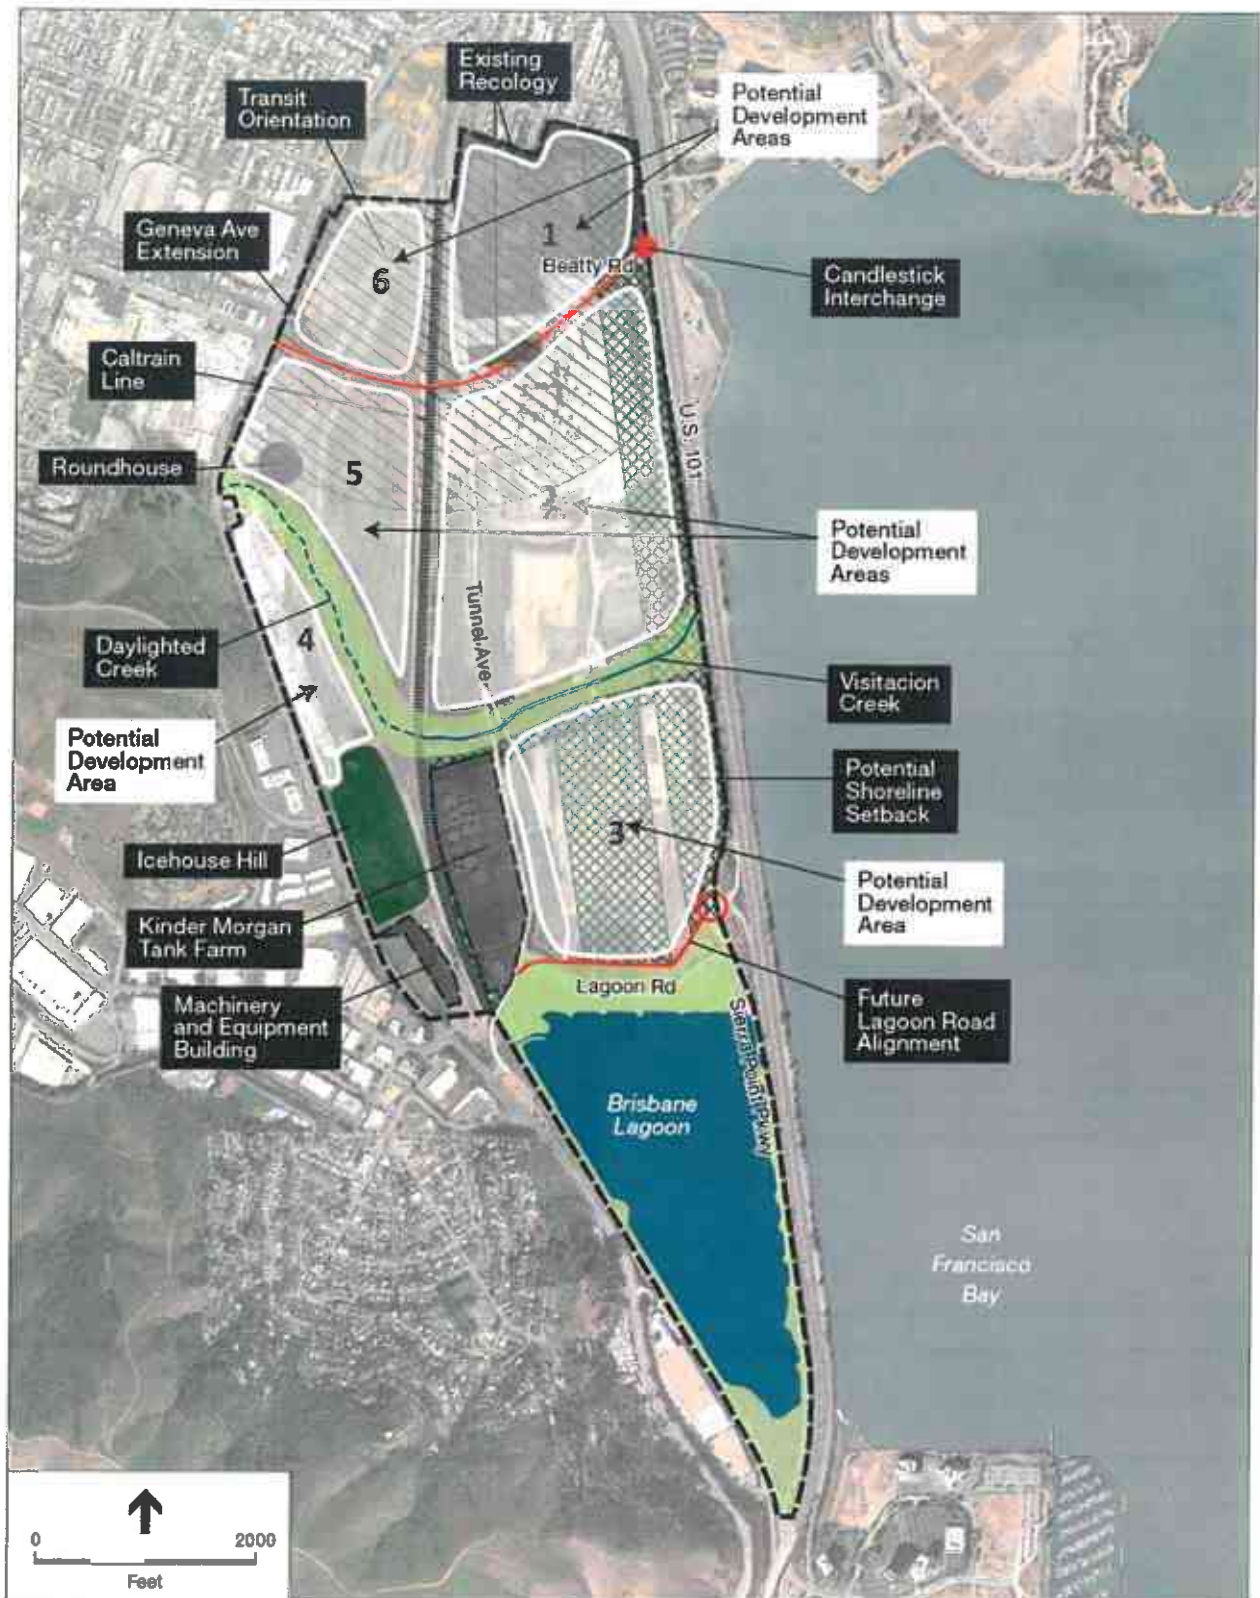 Existing
Recology
Transit
Orientation
Potential
Development
Areas
Geneva Ave
Extension
1
6
Beatty Rd
Candlestick
Interchange
Caltrain
Line
U.S. 101
Roundhouse
5
2
Potential
Development
Areas
Tunnel Ave.
Daylighted
Creek
4
Visitacion
Creek
Potential
Development
Area
Potential
Shoreline
Setback
3
Icehouse Hill
Potential
Development
Area
Kinder Morgan
Tank Farm
Lagoon Rd
Machinery
and Equipment
Building
Future
Lagoon Road
Alignment
Sierra Point Pkwy
Brisbane
Lagoon
San
Francisco
Bay
0 2000
Feet